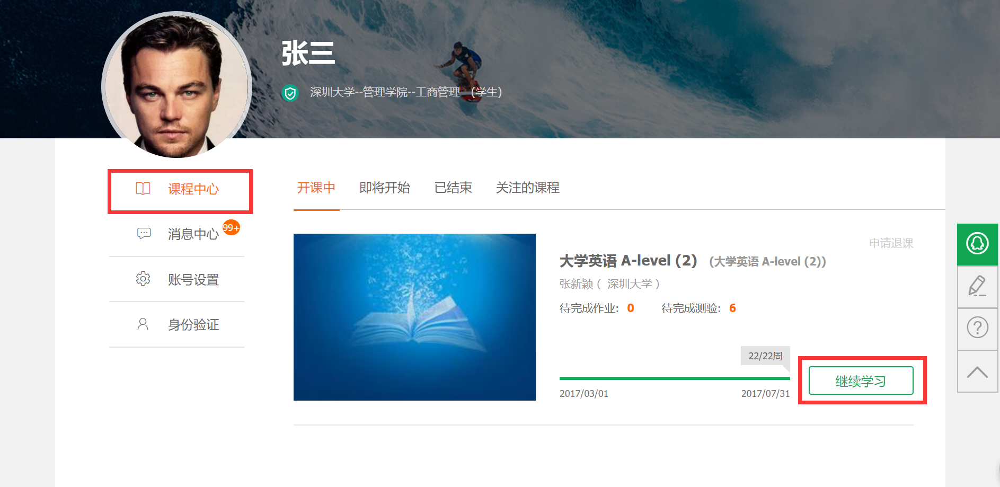 张三
深圳大学--管理学院--工商管理 (学生)
课程中心
消息中心 99+
账号设置
身份验证
开课中 即将开始 已结束 关注的课程
申请退课
大学英语 A-level (2) (大学英语 A-level (2))
张新颖 ( 深圳大学 )
待完成作业: 0 待完成测验: 6
22/22周
2017/03/01 2017/07/31
继续学习